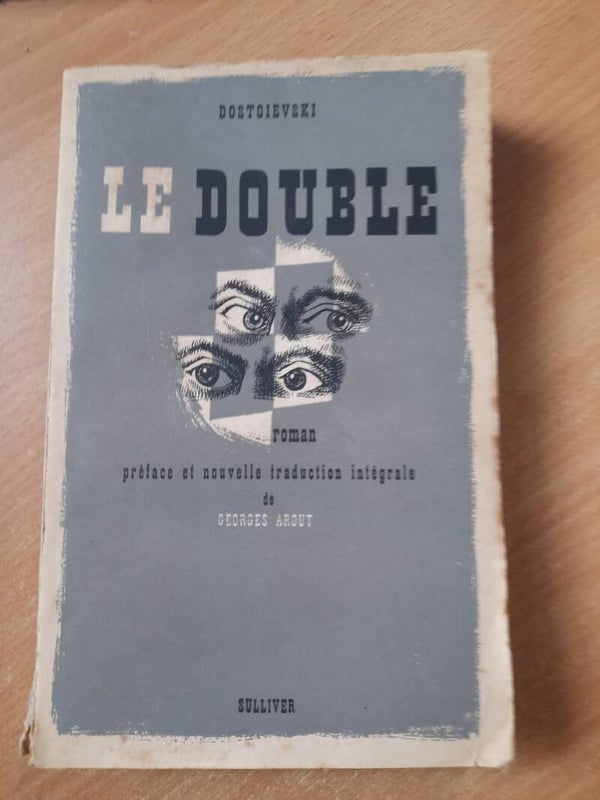 DOSTOIEVSKI
LE DOUBLE
roman
préface et nouvelle traduction intégrale
de
GEORGES AROUT
SULLIVER